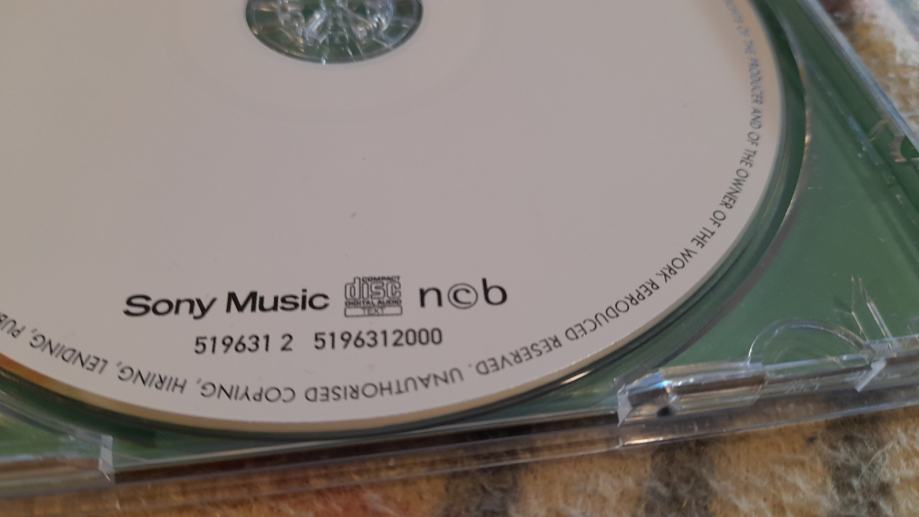 OF THE PRODUCER AND OF THE OWNER OF THE WORK REPRODUCED RESERVED. UNAUTHORISED COPYING, HIRING, LENDING,
Sony Music COMPACT disc DIGITAL AUDIO TEXT n©b
519631 2 5196312000